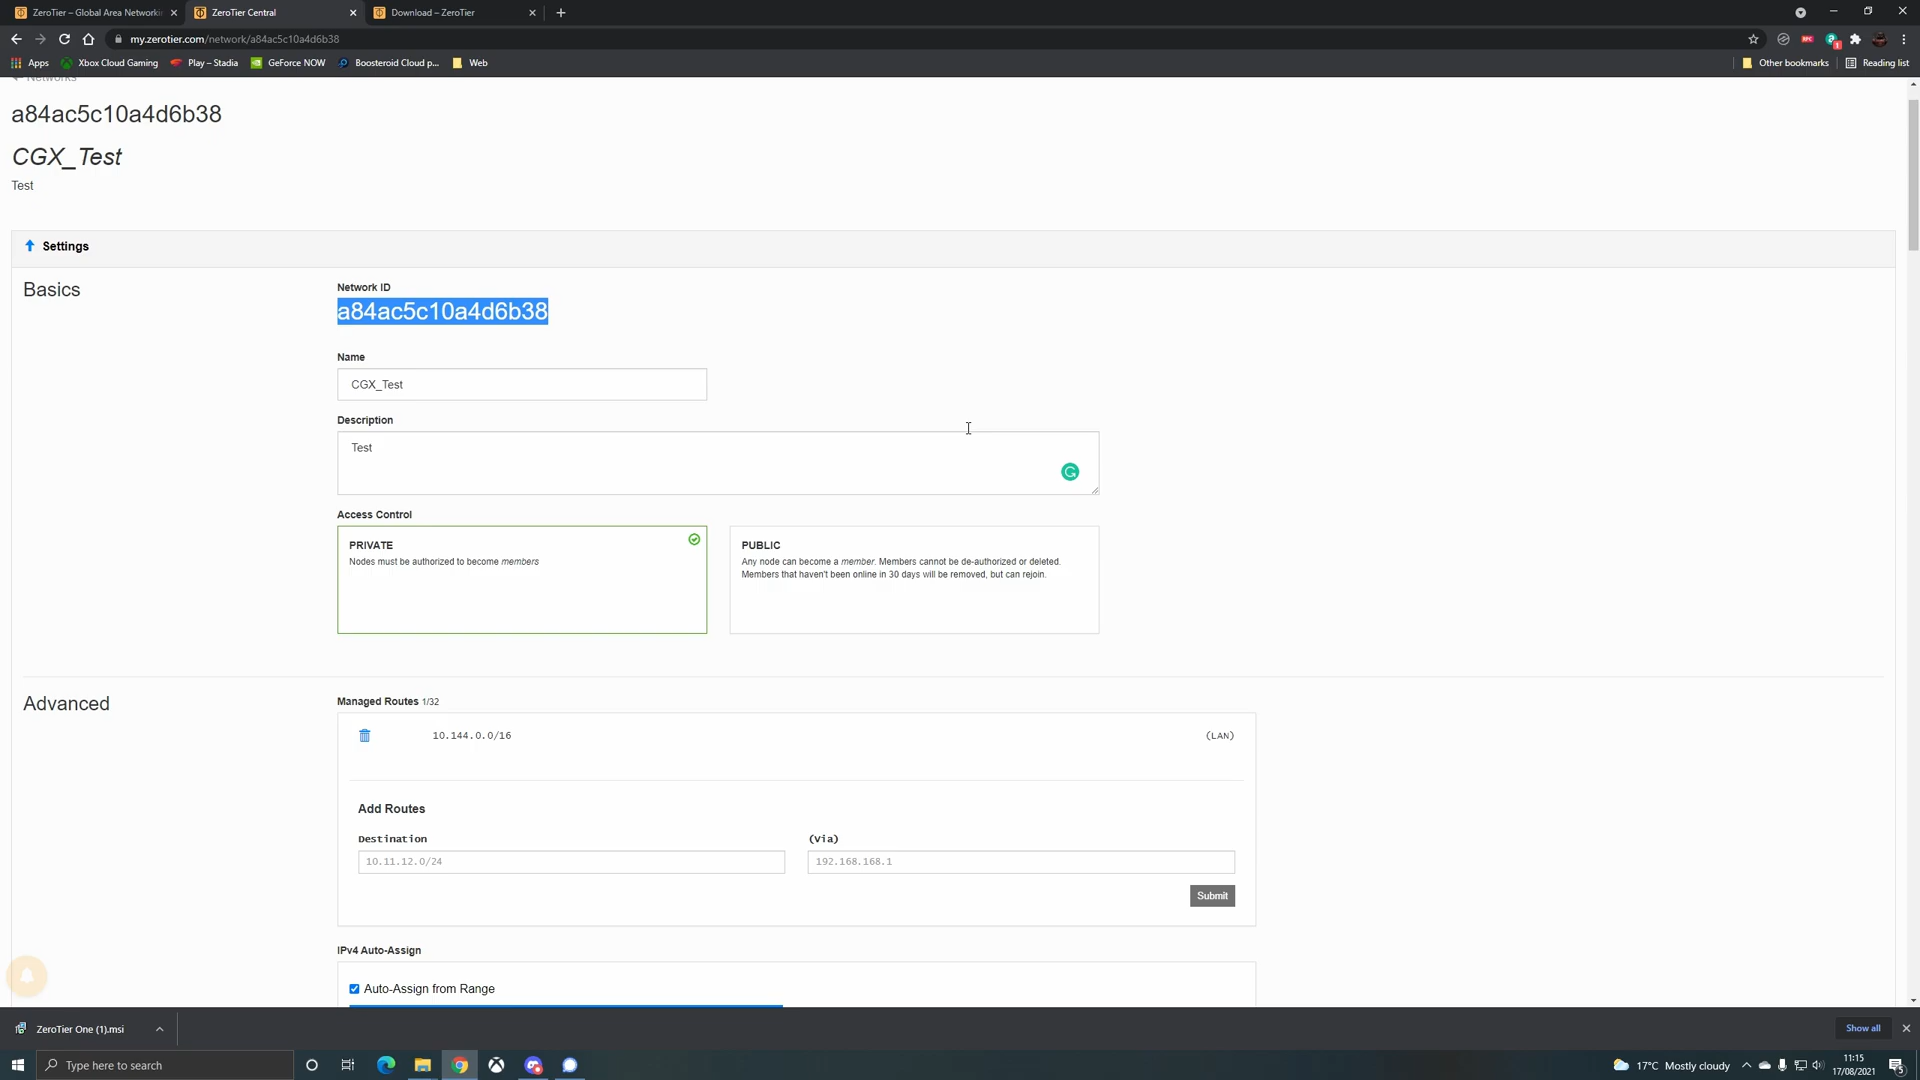 ZeroTier – Global Area Networkin
ZeroTier Central
Download – ZeroTier
my.zerotier.com/network/a84ac5c10a4d6b38
Apps
Xbox Cloud Gaming
Play – Stadia
GeForce NOW
Boosteroid Cloud p...
Web
Other bookmarks
Reading list
Networks
a84ac5c10a4d6b38
CGX_Test
Test
Settings
Basics
Network ID
a84ac5c10a4d6b38
Name
CGX_Test
Description
Test
Access Control
PRIVATE
Nodes must be authorized to become members
PUBLIC
Any node can become a member. Members cannot be de-authorized or deleted.
Members that haven't been online in 30 days will be removed, but can rejoin.
Advanced
Managed Routes 1/32
10.144.0.0/16
(LAN)
Add Routes
Destination
(Via)
10.11.12.0/24
192.168.168.1
Submit
IPv4 Auto-Assign
Auto-Assign from Range
ZeroTier One (1).msi
Show all
Type here to search
17°C Mostly cloudy
11:15
17/08/2021